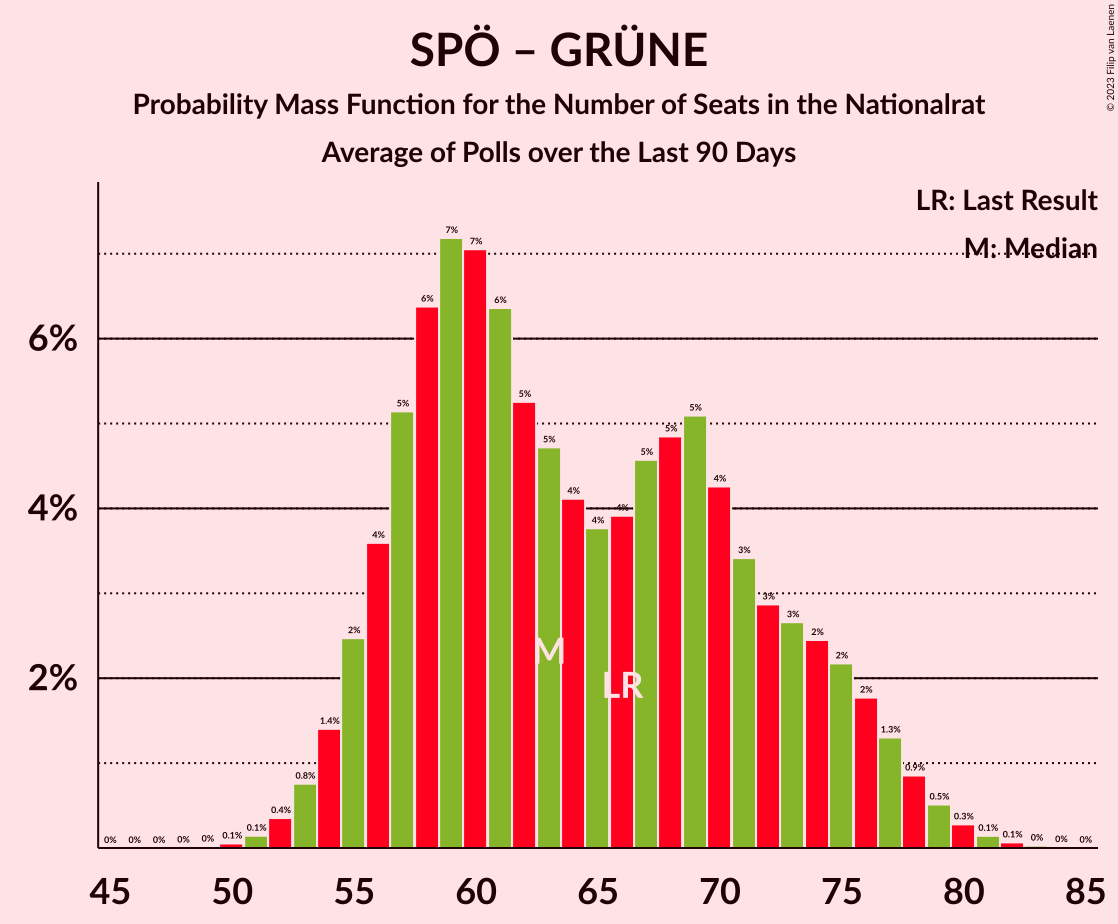 SPÖ – GRÜNE
Probability Mass Function for the Number of Seats in the Nationalrat
Average of Polls over the Last 90 Days
© 2023 Filip van Laenen
LR: Last Result
M: Median
6%
4%
2%
0% 0% 0% 0% 0% 0.1% 0.1% 0.4% 0.8% 1.4% 2% 4% 5% 6% 7% 7% 6% 5% 5% 4% 4% 4% 5% 5% 5% 4% 3% 3% 3% 2% 2% 2% 1.3% 0.9% 0.5% 0.3% 0.1% 0.1% 0% 0% 0%
M
LR
45 50 55 60 65 70 75 80 85